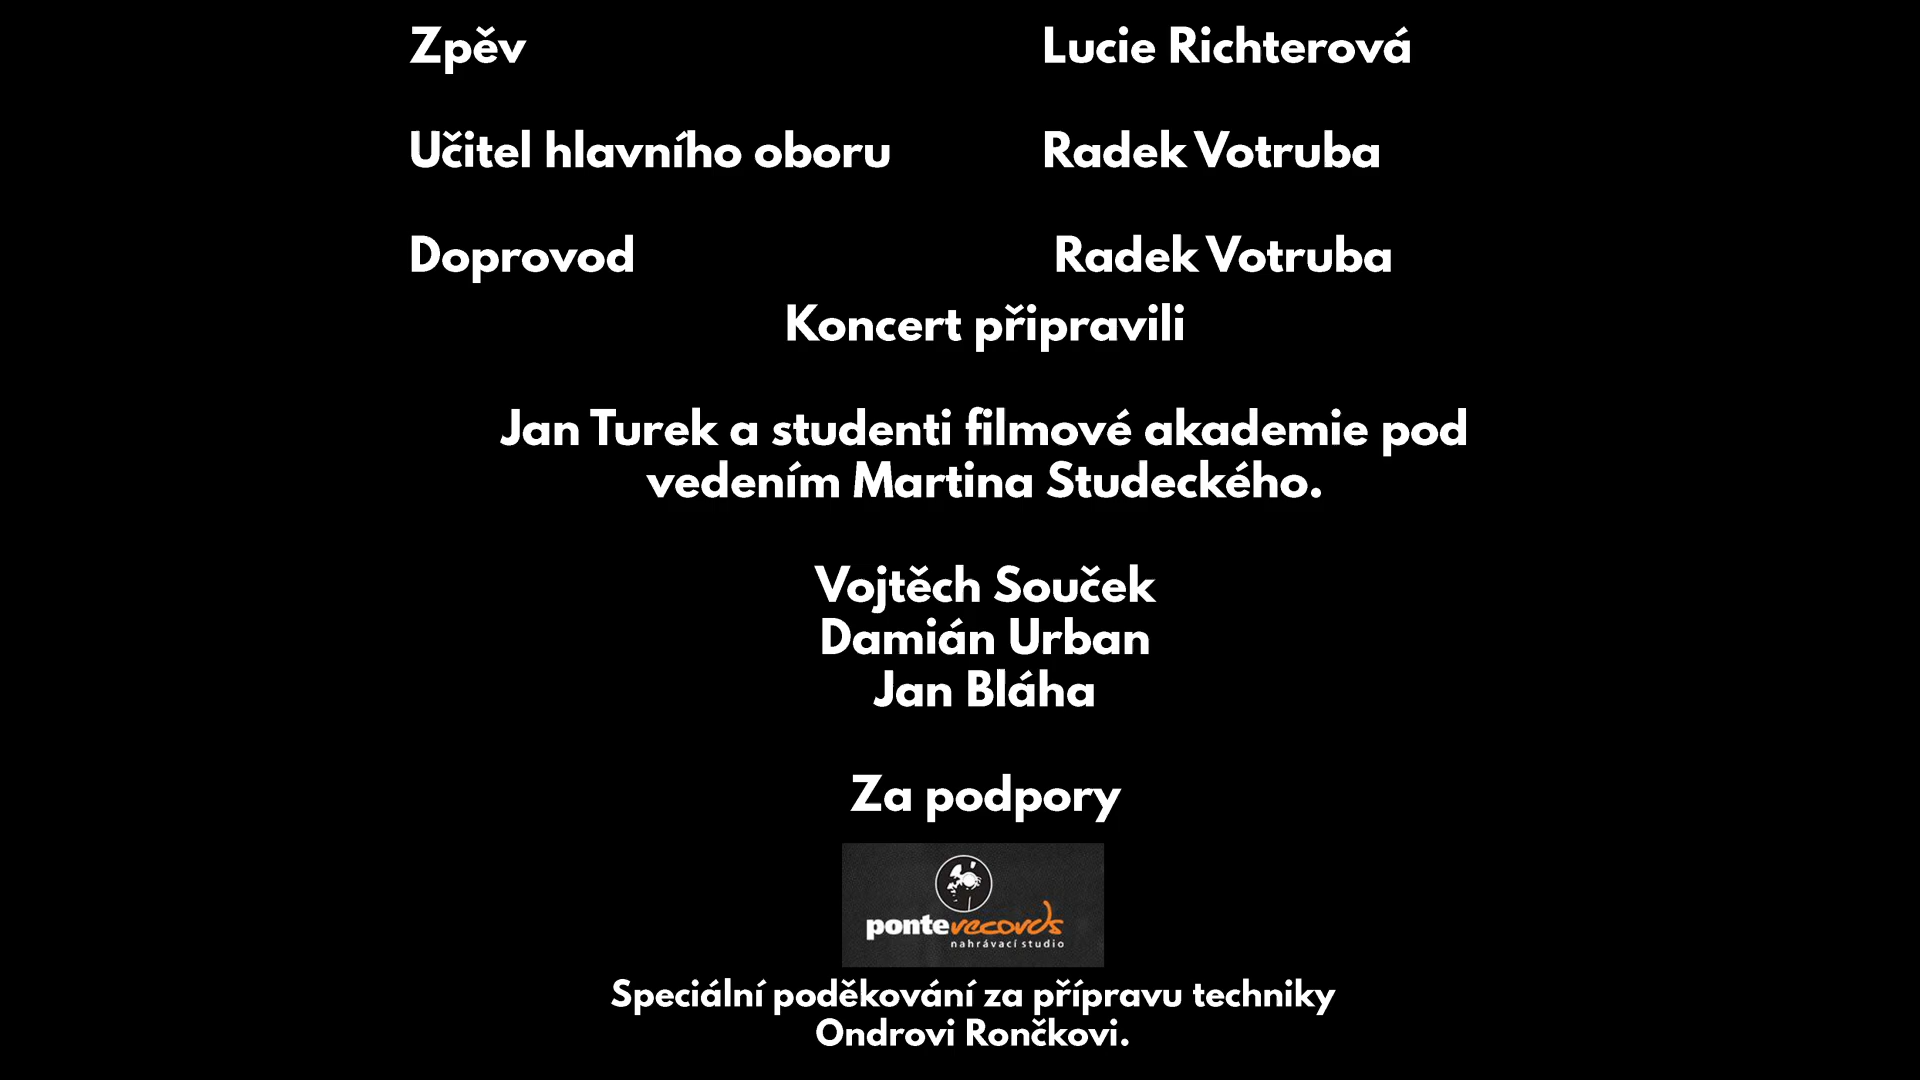 Zpěv Lucie Richterová
Učitel hlavního oboru Radek Votruba
Doprovod Radek Votruba
Koncert připravili
Jan Turek a studenti filmové akademie pod
vedením Martina Studeckého.
Vojtěch Souček
Damián Urban
Jan Bláha
Za podpory
ponterecords
nahrávací studio
Speciální poděkování za přípravu techniky
Ondrovi Rončkovi.